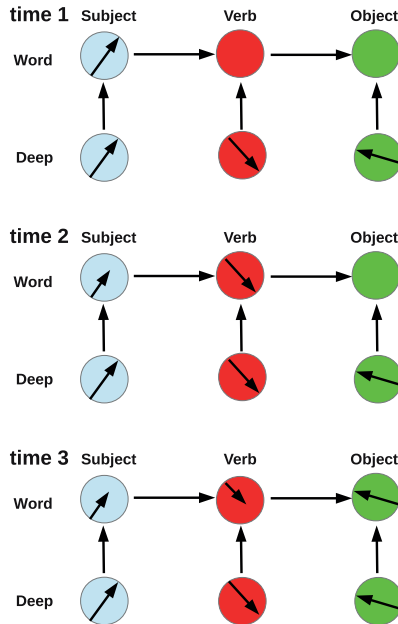 time 1
Subject Verb Object
Word
Deep
time 2
Subject Verb Object
Word
Deep
time 3
Subject Verb Object
Word
Deep